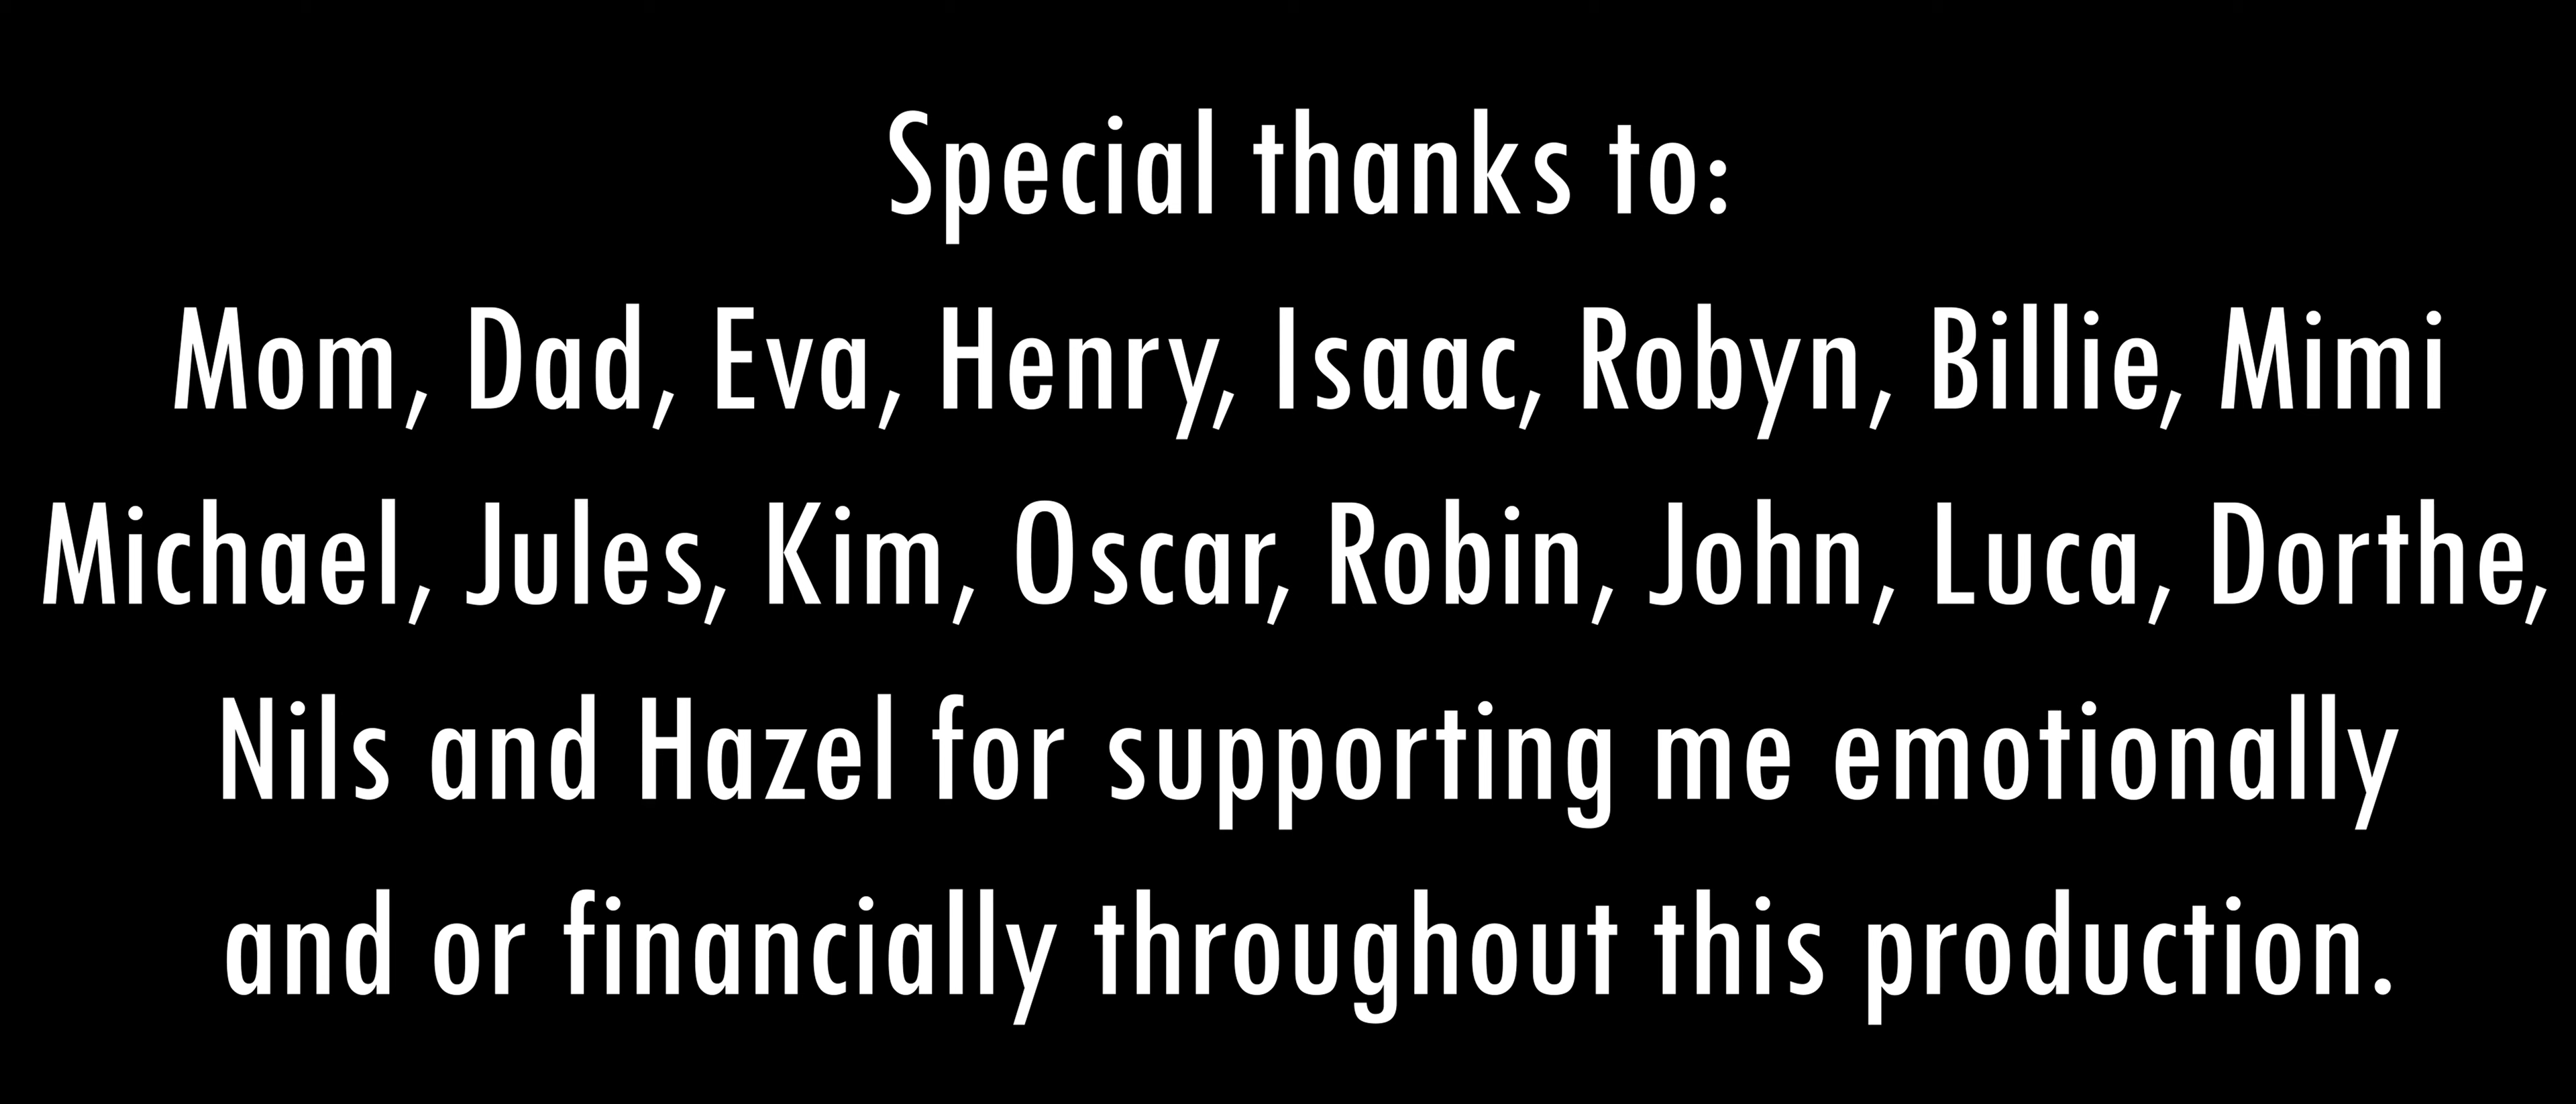 Special thanks to:
Mom, Dad, Eva, Henry, Isaac, Robyn, Billie, Mimi
Michael, Jules, Kim, Oscar, Robin, John, Luca, Dorthe,
Nils and Hazel for supporting me emotionally
and or financially throughout this production.